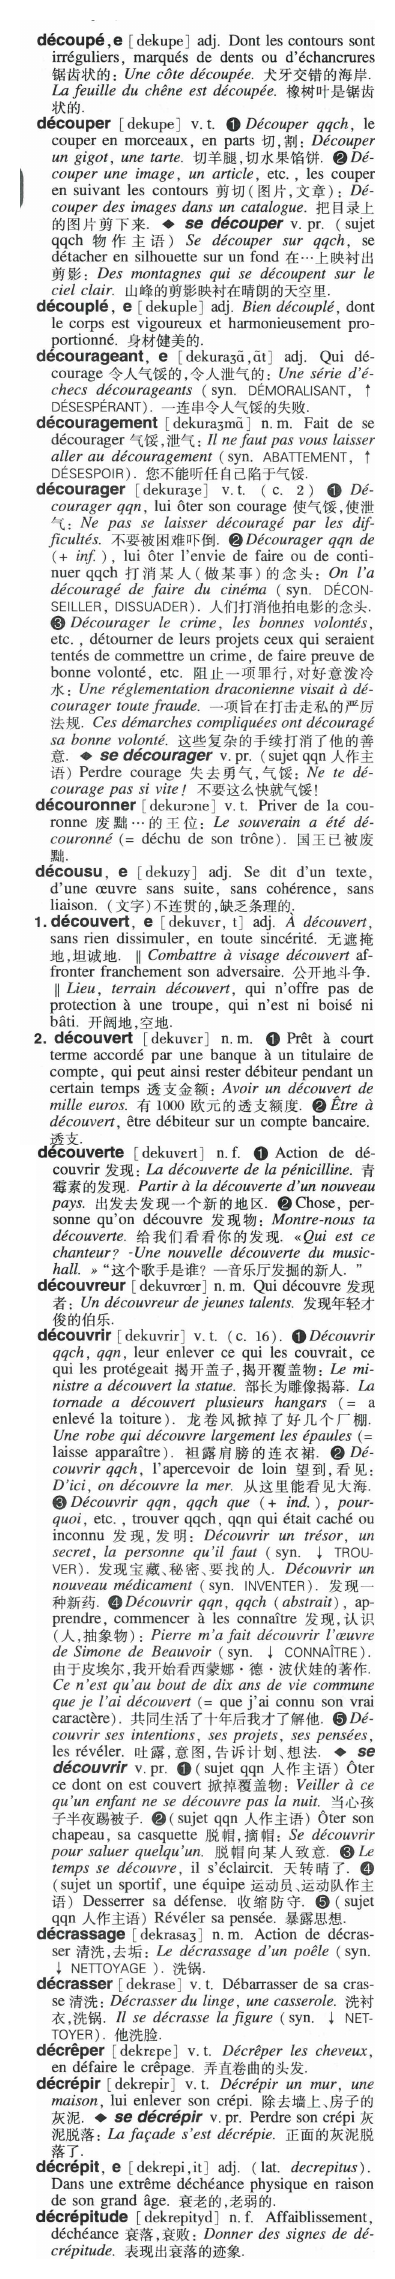 découpé, e [dekupe] adj. Dont les contours sont
irréguliers, marqués de dents ou d'échancrures
锯齿状的: Une côte découpée. 犬牙交错的海岸.
La feuille du chêne est découpée. 橡树叶是锯齿
状的.
découper [dekupe] v. t. ❶ Découper qqch, le
couper en morceaux, en parts 切,割: Découper
un gigot, une tarte. 切羊腿,切水果馅饼. ❷ Dé-
couper une image, un article, etc., les couper
en suivant les contours 剪切(图片,文章): Dé-
couper des images dans un catalogue. 把目录上
的图片剪下来. ◆ se découper v. pr. (sujet
qqch 物作主语) Se découper sur qqch, se
détacher en silhouette sur un fond 在…上映衬出
剪影: Des montagnes qui se découpent sur le
ciel clair. 山峰的剪影映衬在晴朗的天空里.
découplé, e [dekuple] adj. Bien découplé, dont
le corps est vigoureux et harmonieusement pro-
portionné. 身材健美的.
décourageant, e [dekuraʒɑ̃,ɑ̃t] adj. Qui dé-
courage 令人气馁的,令人泄气的: Une série d'é-
checs décourageants (syn. DÉMORALISANT, ↑
DÉSESPÉRANT). 一连串令人气馁的失败.
découragement [dekuraʒmɑ̃] n. m. Fait de se
décourager 气馁,泄气: Il ne faut pas vous laisser
aller au découragement (syn. ABATTEMENT, ↑
DÉSESPOIR). 您不能听任自己陷于气馁.
décourager [dekuraʒe] v. t. (c. 2) ❶ Dé-
courager qqn, lui ôter son courage 使气馁,使泄
气: Ne pas se laisser découragé par les dif-
ficultés. 不要被困难吓倒. ❷ Décourager qqn de
(+ inf.), lui ôter l'envie de faire ou de conti-
nuer qqch 打消某人(做某事)的念头: On l'a
découragé de faire du cinéma (syn. DÉCON-
SEILLER, DISSUADER). 人们打消他拍电影的念头.
❸ Décourager le crime, les bonnes volontés,
etc., détourner de leurs projets ceux qui seraient
tentés de commettre un crime, de faire preuve de
bonne volonté, etc. 阻止一项罪行,对好意泼冷
水: Une réglementation draconienne visait à dé-
courager toute fraude. 一项旨在打击走私的严厉
法规. Ces démarches compliquées ont découragé
sa bonne volonté. 这些复杂的手续打消了他的善
意. ◆ se décourager v. pr. (sujet qqn 人作主
语) Perdre courage 失去勇气,气馁: Ne te dé-
courage pas si vite! 不要这么快就气馁!
découronner [dekurɔne] v. t. Priver de la cou-
ronne 废黜…的王位: Le souverain a été dé-
couronné (= déchu de son trône). 国王已被废
黜.
décousu, e [dekuzy] adj. Se dit d'un texte,
d'une œuvre sans suite, sans cohérence, sans
liaison. (文字)不连贯的,缺乏条理的.
1. découvert, e [dekuvɛr, t] adj. À découvert,
sans rien dissimuler, en toute sincérité. 无遮掩
地,坦诚地. ‖ Combattre à visage découvert af-
fronter franchement son adversaire. 公开地斗争.
‖ Lieu, terrain découvert, qui n'offre pas de
protection à une troupe, qui n'est ni boisé ni
bâti. 开阔地,空地.
2. découvert [dekuvɛr] n. m. ❶ Prêt à court
terme accordé par une banque à un titulaire de
compte, qui peut ainsi rester débiteur pendant un
certain temps 透支金额: Avoir un découvert de
mille euros. 有 1000 欧元的透支额度. ❷ Être à
découvert, être débiteur sur un compte bancaire.
透支.
découverte [dekuvɛrt] n. f. ❶ Action de dé-
couvrir 发现: La découverte de la pénicilline. 青
霉素的发现. Partir à la découverte d'un nouveau
pays. 出发去发现一个新的地区. ❷ Chose, per-
sonne qu'on découvre 发现物: Montre-nous ta
découverte. 给我们看看你的发现. «Qui est ce
chanteur? -Une nouvelle découverte du music-
hall. » “这个歌手是谁? —音乐厅发掘的新人. ”
découvreur [dekuvrœr] n. m. Qui découvre 发现
者: Un découvreur de jeunes talents. 发现年轻才
俊的伯乐.
découvrir [dekuvrir] v. t. (c. 16). ❶ Découvrir
qqch, qqn, leur enlever ce qui les couvrait, ce
qui les protégeait 揭开盖子,揭开覆盖物: Le mi-
nistre a découvert la statue. 部长为雕像揭幕. La
tornade a découvert plusieurs hangars (= a
enlevé la toiture). 龙卷风掀掉了好几个厂棚.
Une robe qui découvre largement les épaules (=
laisse apparaître). 袒露肩膀的连衣裙. ❷ Dé-
couvrir qqch, l'apercevoir de loin 望到,看见:
D'ici, on découvre la mer. 从这里能看见大海.
❸ Découvrir qqn, qqch que (+ ind.), pour-
quoi, etc., trouver qqch, qqn qui était caché ou
inconnu 发现,发明: Découvrir un trésor, un
secret, la personne qu'il faut (syn. ↓ TROU-
VER). 发现宝藏、秘密、要找的人. Découvrir un
nouveau médicament (syn. INVENTER). 发现一
种新药. ❹ Découvrir qqn, qqch (abstrait), ap-
prendre, commencer à les connaître 发现,认识
(人,抽象物): Pierre m'a fait découvrir l'œuvre
de Simone de Beauvoir (syn. ↓ CONNAÎTRE).
由于皮埃尔,我开始看西蒙娜·德·波伏娃的著作.
Ce n'est qu'au bout de dix ans de vie commune
que je l'ai découvert (= que j'ai connu son vrai
caractère). 共同生活了十年后我才了解他. ❺ Dé-
couvrir ses intentions, ses projets, ses pensées,
les révéler. 吐露,意图,告诉计划、想法. ◆ se
découvrir v. pr. ❶ (sujet qqn 人作主语) Ôter
ce dont on est couvert 掀掉覆盖物: Veiller à ce
qu'un enfant ne se découvre pas la nuit. 当心孩
子半夜踢被子. ❷ (sujet qqn 人作主语) Ôter son
chapeau, sa casquette 脱帽,摘帽: Se découvrir
pour saluer quelqu'un. 脱帽向某人致意. ❸ Le
temps se découvre, il s'éclaircit. 天转晴了. ❹
(sujet un sportif, une équipe 运动员、运动队作主
语) Desserrer sa défense. 收缩防守. ❺ (sujet
qqn 人作主语) Révéler sa pensée. 暴露思想.
décrassage [dekrasaʒ] n. m. Action de décras-
ser 清洗,去垢: Le décrassage d'un poêle (syn.
↓ NETTOYAGE ). 洗锅.
décrasser [dekrase] v. t. Débarrasser de sa cras-
se 清洗: Décrasser du linge, une casserole. 洗衬
衣,洗锅. Il se décrasse la figure (syn. ↓ NET-
TOYER). 他洗脸.
décrêper [dekrepe] v. t. Décrêper les cheveux,
en défaire le crêpage. 弄直卷曲的头发.
décrépir [dekrepir] v. t. Décrépir un mur, une
maison, lui enlever son crépi. 除去墙上、房子的
灰泥. ◆ se décrépir v. pr. Perdre son crépi 灰
泥脱落: La façade s'est décrépie. 正面的灰泥脱
落了.
décrépit, e [dekrepi,it] adj. (lat. decrepitus).
Dans une extrême déchéance physique en raison
de son grand âge. 衰老的,老弱的.
décrépitude [dekrepityd] n. f. Affaiblissement,
déchéance 衰落,衰败: Donner des signes de dé-
crépitude. 表现出衰落的迹象.